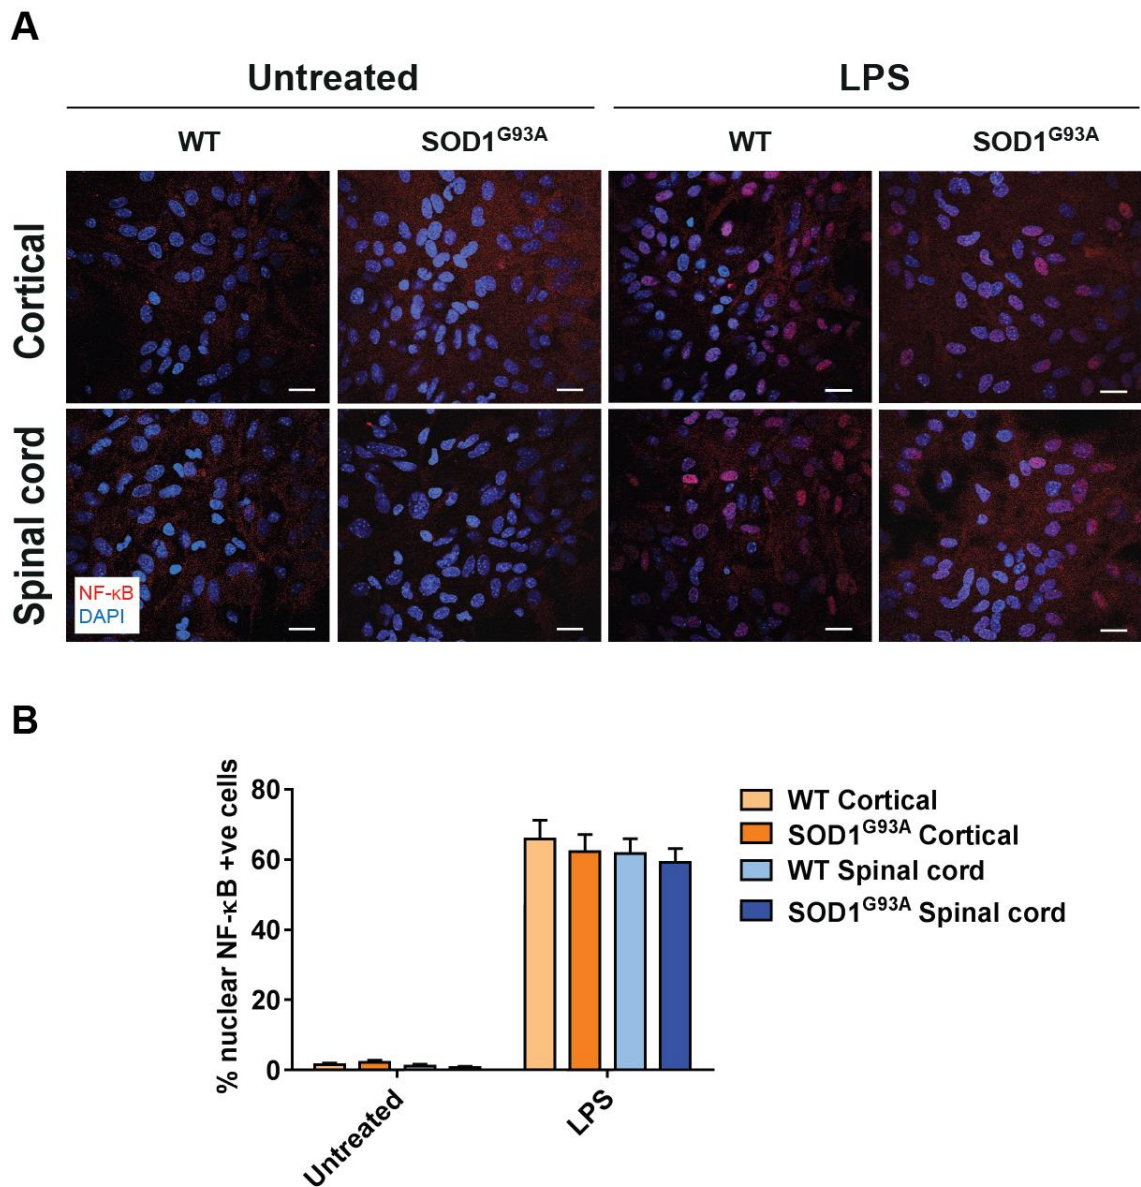 A
Untreated LPS
WT SOD1G93A WT SOD1G93A
Cortical
Spinal cord
NF-κB
DAPI
B
% nuclear NF-κB +ve cells
80
60
40
20
0
Untreated
LPS
WT Cortical
SOD1G93A Cortical
WT Spinal cord
SOD1G93A Spinal cord